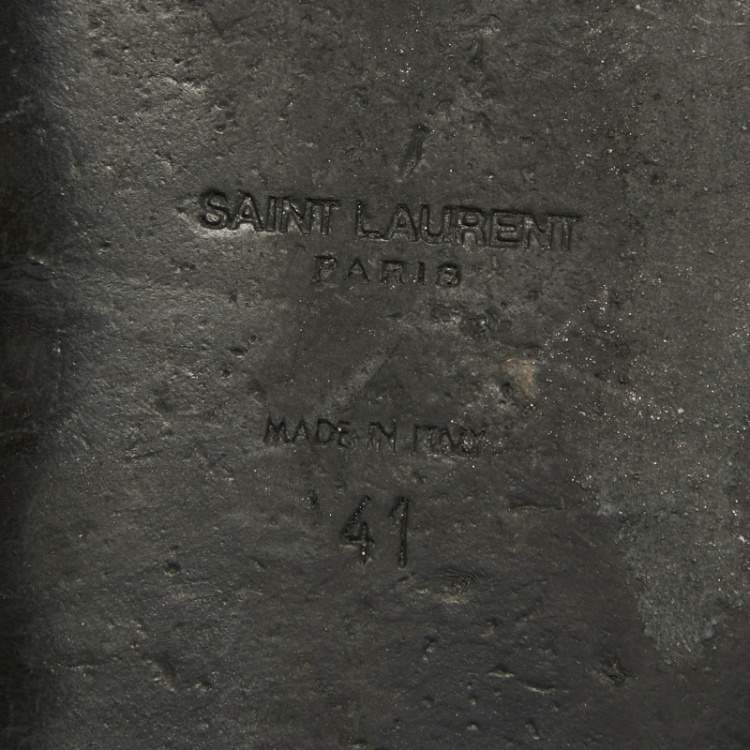 SAINT LAURENT
PARIS
MADE IN ITALY
41